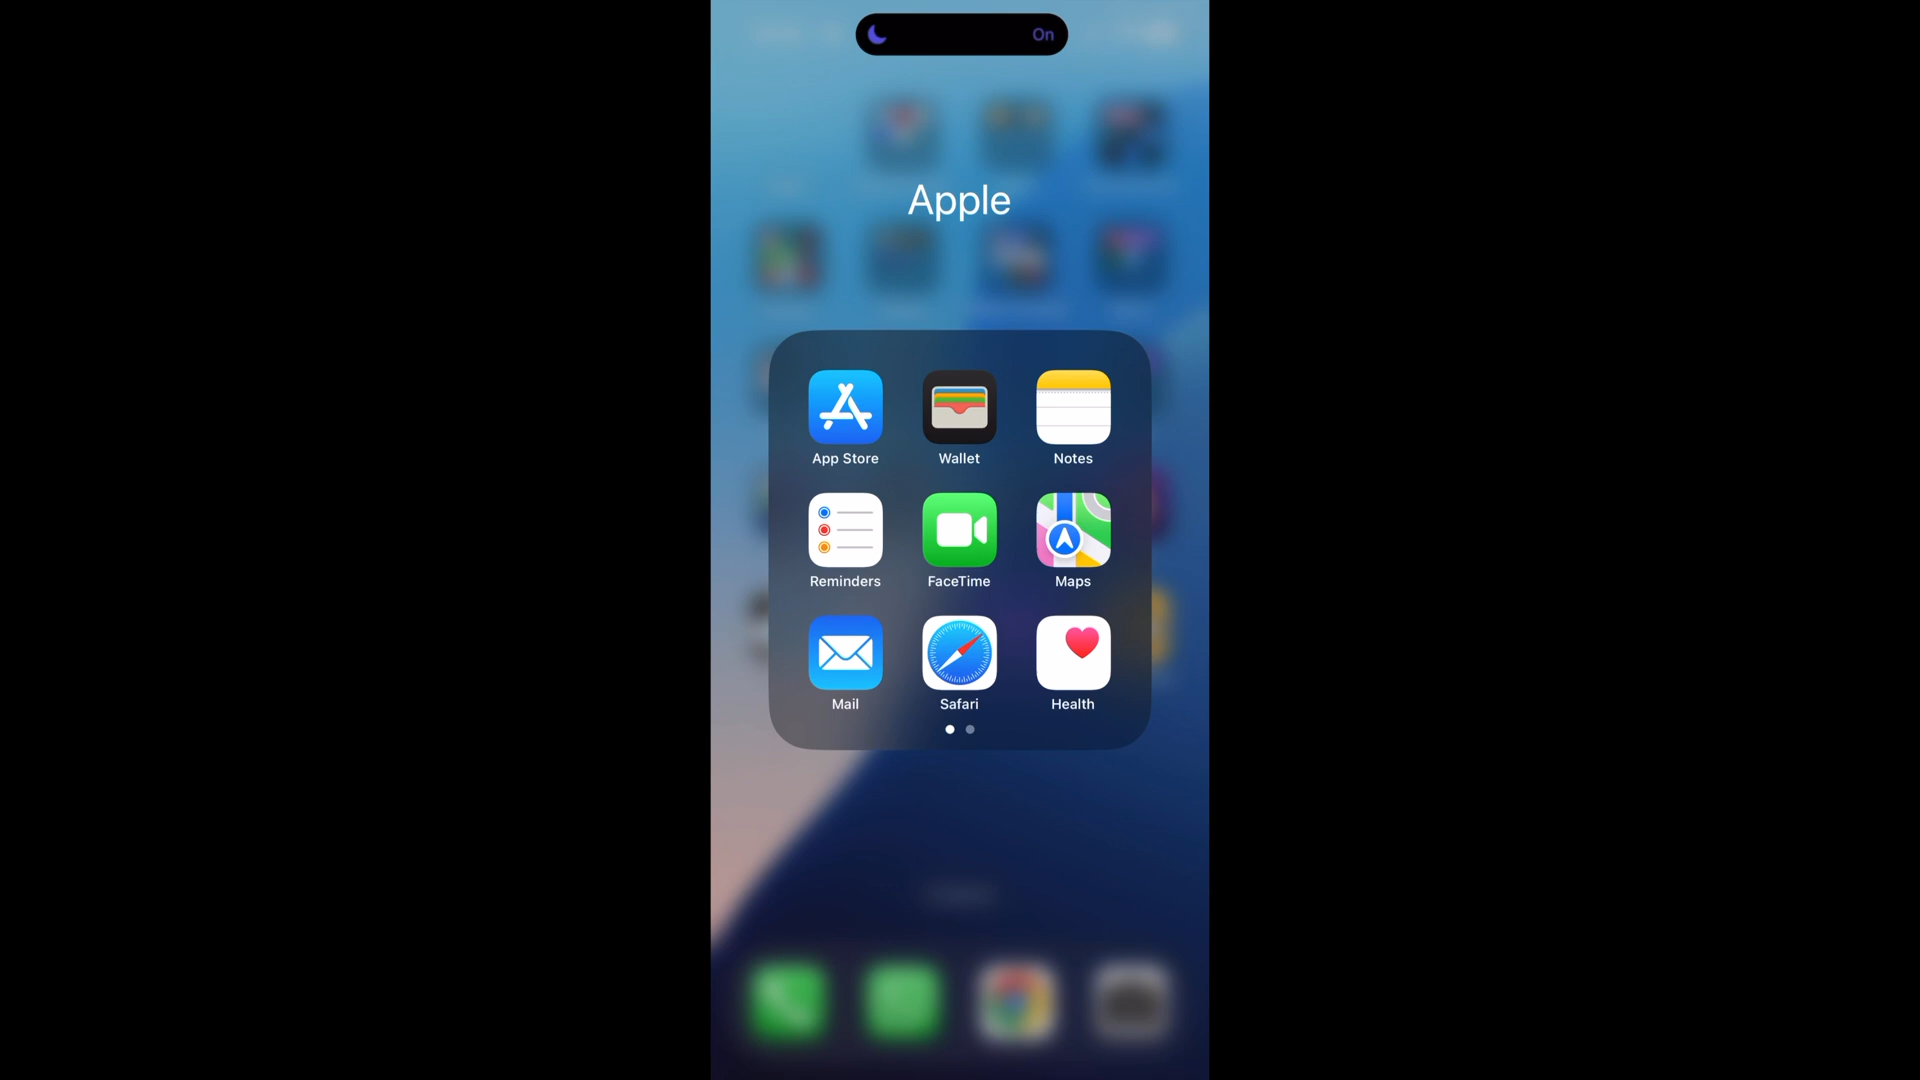 On
Apple
App Store
Wallet
Notes
Reminders
FaceTime
Maps
Mail
Safari
Health